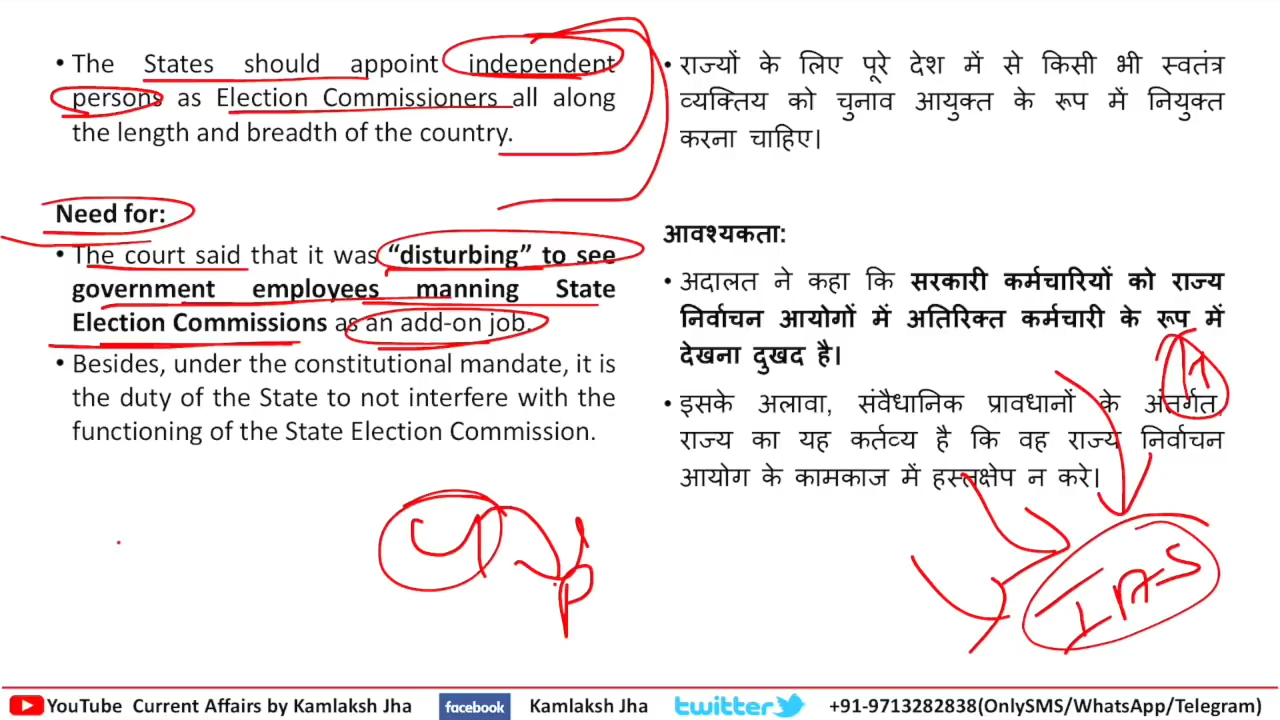 • The States should appoint independent
persons as Election Commissioners all along
the length and breadth of the country.
Need for:
• The court said that it was “disturbing” to see
government employees manning State
Election Commissions as an add-on job.
• Besides, under the constitutional mandate, it is
the duty of the State to not interfere with the
functioning of the State Election Commission.
• राज्यों के लिए पूरे देश में से किसी भी स्वतंत्र
व्यक्तिय को चुनाव आयुक्त के रूप में नियुक्त
करना चाहिए।
आवश्यकता:
• अदालत ने कहा कि सरकारी कर्मचारियों को राज्य
निर्वाचन आयोगों में अतिरिक्त कर्मचारी के रूप में
देखना दुखद है।
• इसके अलावा, संवैधानिक प्रावधानों के अंतर्गत,
राज्य का यह कर्तव्य है कि वह राज्य निर्वाचन
आयोग के कामकाज में हस्तक्षेप न करे।
IAS
YouTube Current Affairs by Kamlaksh Jha
facebook Kamlaksh Jha
twitter
+91-9713282838(OnlySMS/WhatsApp/Telegram)